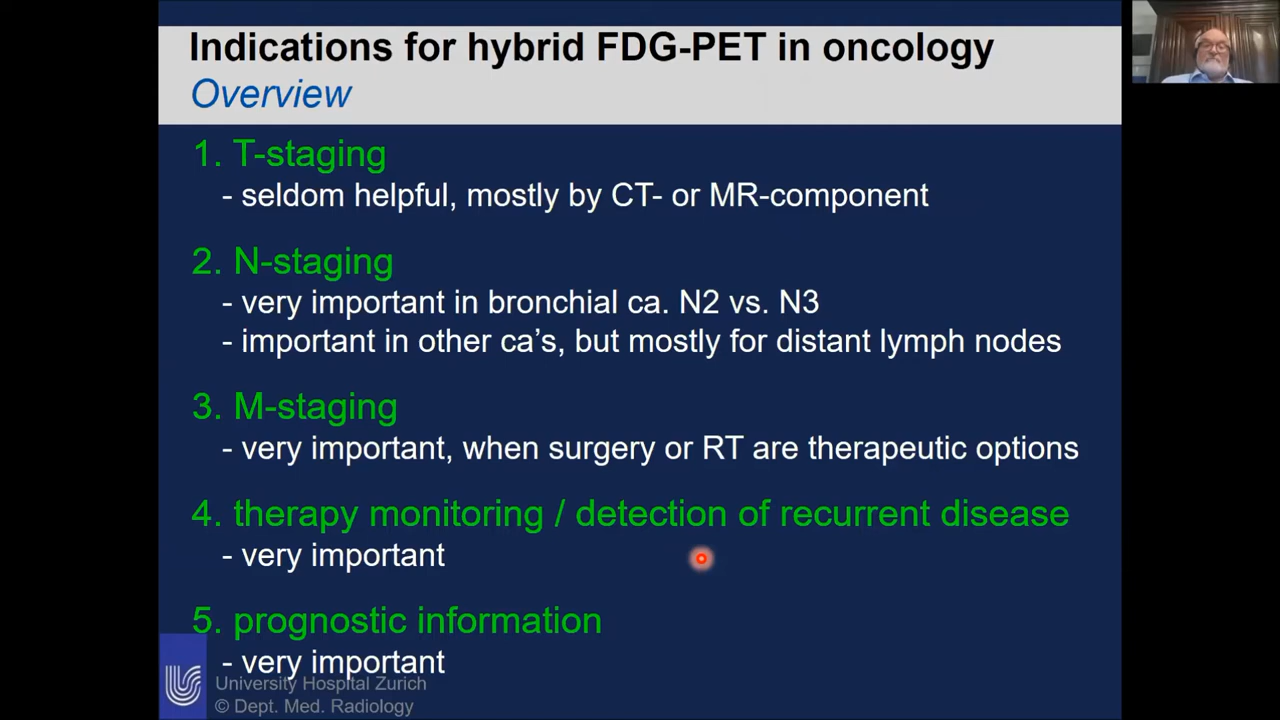 Indications for hybrid FDG-PET in oncology
Overview
1. T-staging
- seldom helpful, mostly by CT- or MR-component
2. N-staging
- very important in bronchial ca. N2 vs. N3
- important in other ca’s, but mostly for distant lymph nodes
3. M-staging
- very important, when surgery or RT are therapeutic options
4. therapy monitoring / detection of recurrent disease
- very important
5. prognostic information
- very important
University Hospital Zurich
© Dept. Med. Radiology